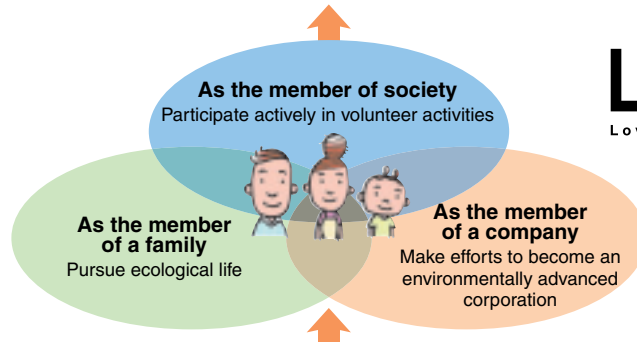 As the member of society
Participate actively in volunteer activities
As the member
of a family
Pursue ecological life
As the member
of a company
Make efforts to become an
environmentally advanced
corporation